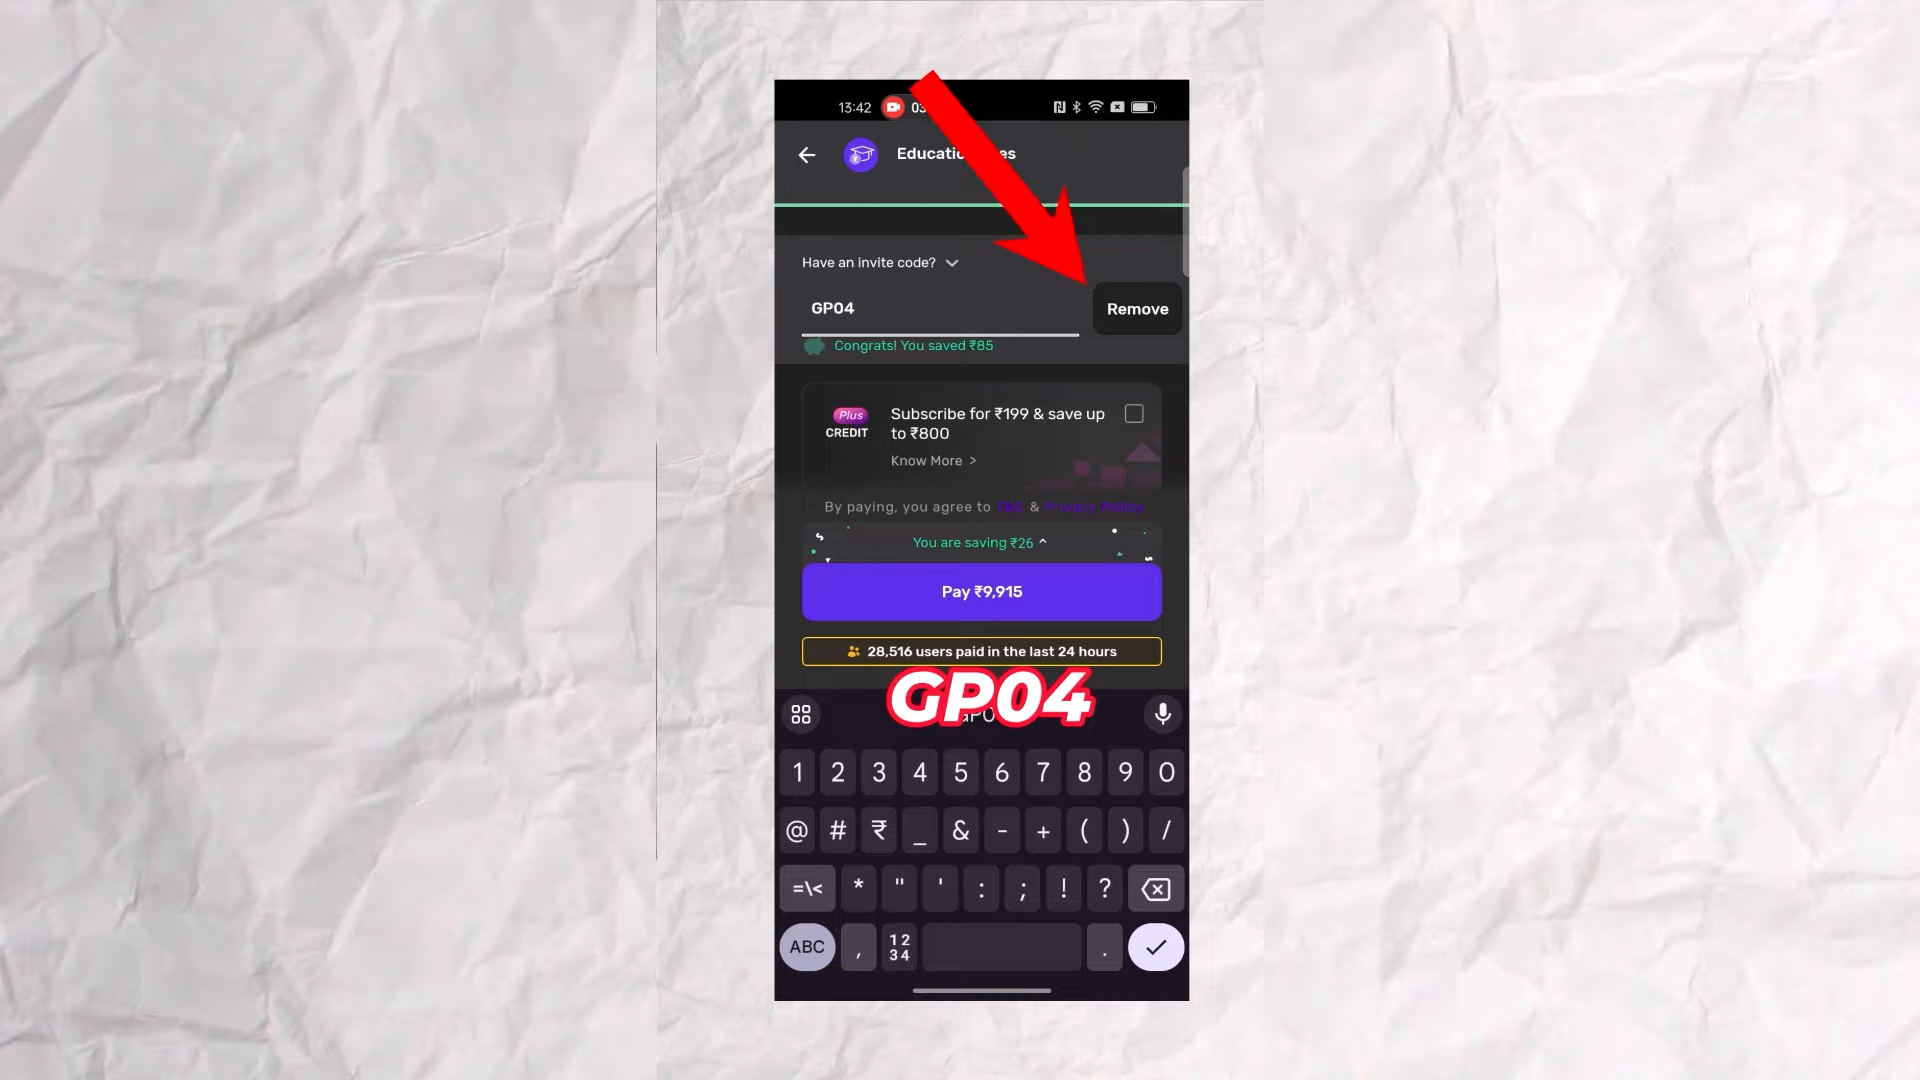 13:42
Have an invite code?
GP04
Remove
Congrats! You saved ₹85
Plus
CREDIT
Subscribe for ₹199 & save up
to ₹800
Know More >
By paying, you agree to T&C & Privacy Policy
You are saving ₹26
Pay ₹9,915
28,516 users paid in the last 24 hours
GP04
1 2 3 4 5 6 7 8 9 0
@ # ₹ _ & - + ( ) /
=\< * " ' : ; ! ?
ABC , 12 34 .